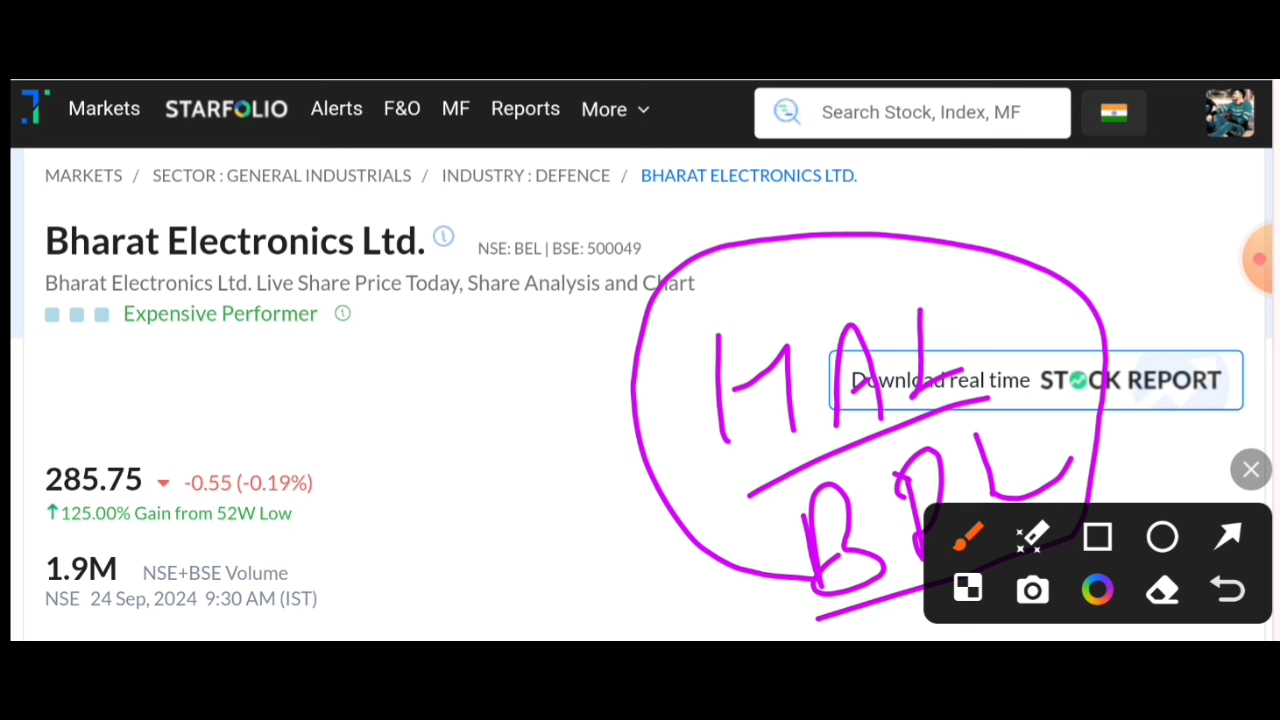 Markets STARFOLIO Alerts F&O MF Reports More Search Stock, Index, MF
MARKETS / SECTOR : GENERAL INDUSTRIALS / INDUSTRY : DEFENCE / BHARAT ELECTRONICS LTD.
Bharat Electronics Ltd. NSE: BEL | BSE: 500049
Bharat Electronics Ltd. Live Share Price Today, Share Analysis and Chart
Expensive Performer
HAL
Download real time STOCK REPORT
BDL
285.75 -0.55 (-0.19%)
125.00% Gain from 52W Low
1.9M NSE+BSE Volume
NSE 24 Sep, 2024 9:30 AM (IST)